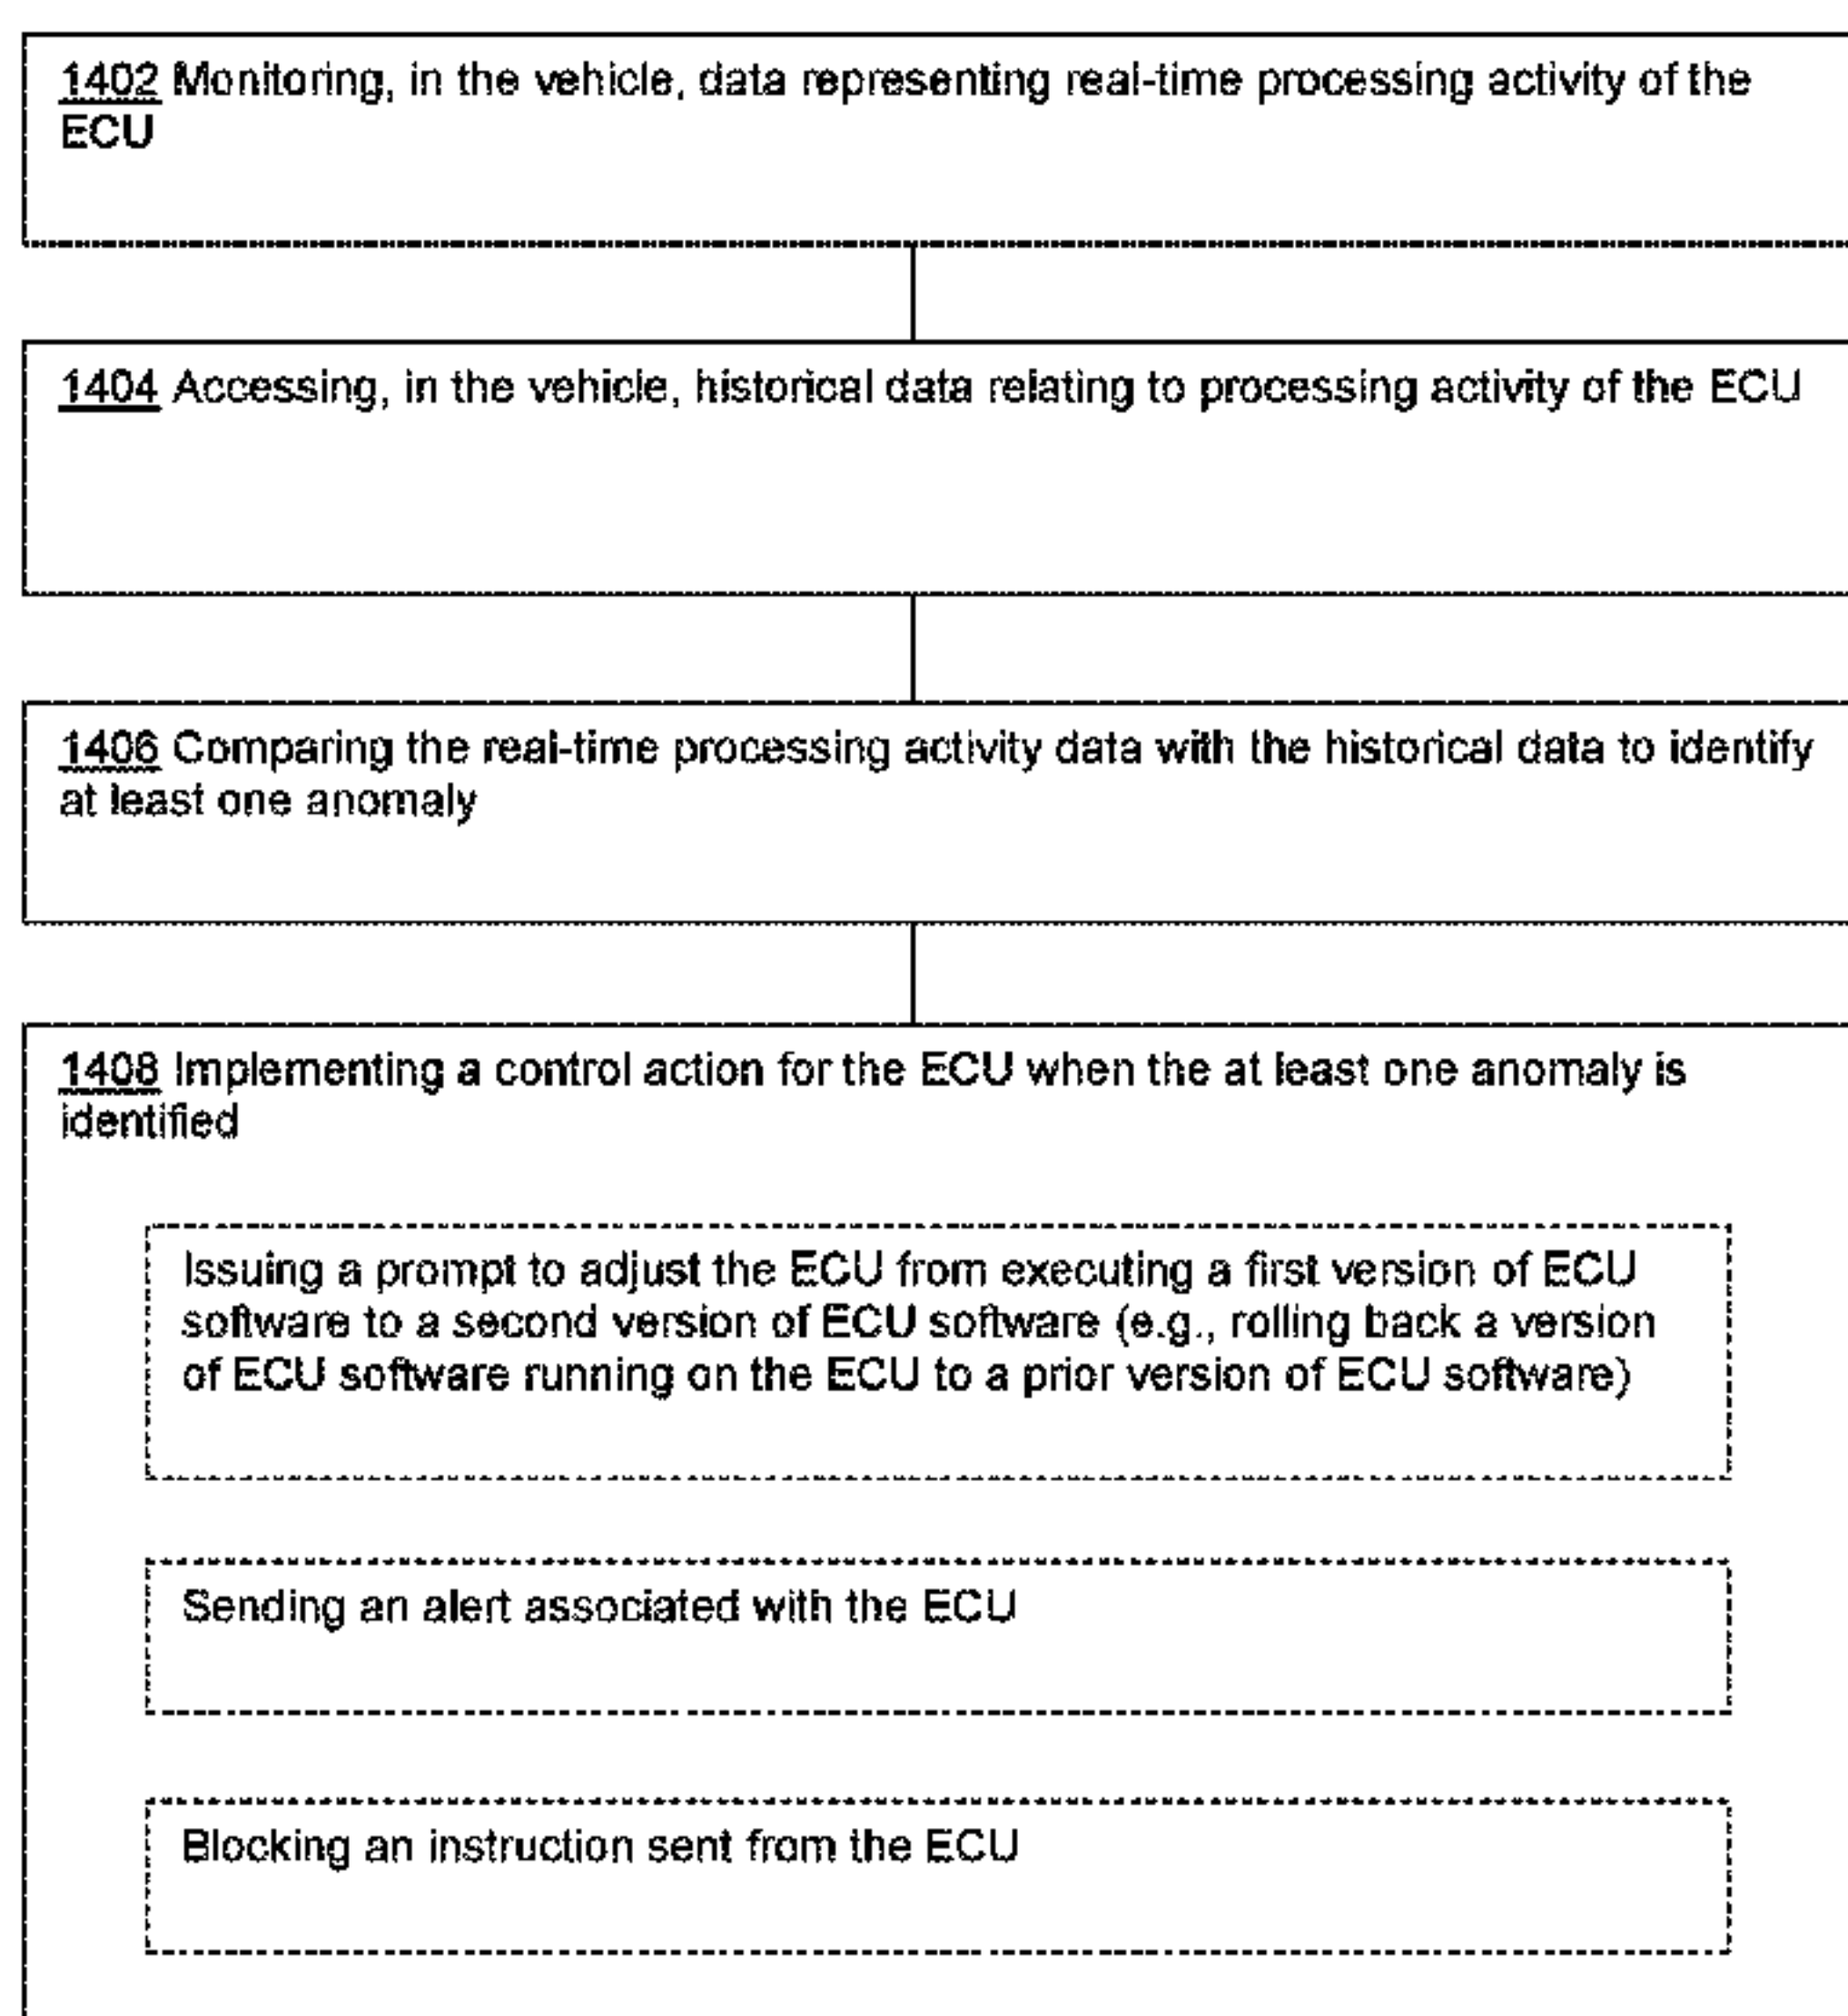 1402 Monitoring, in the vehicle, data representing real-time processing activity of the
ECU
1404 Accessing, in the vehicle, historical data relating to processing activity of the ECU
1406 Comparing the real-time processing activity data with the historical data to identify
at least one anomaly
1408 Implementing a control action for the ECU when the at least one anomaly is
identified
Issuing a prompt to adjust the ECU from executing a first version of ECU
software to a second version of ECU software (e.g., rolling back a version
of ECU software running on the ECU to a prior version of ECU software)
Sending an alert associated with the ECU
Blocking an instruction sent from the ECU